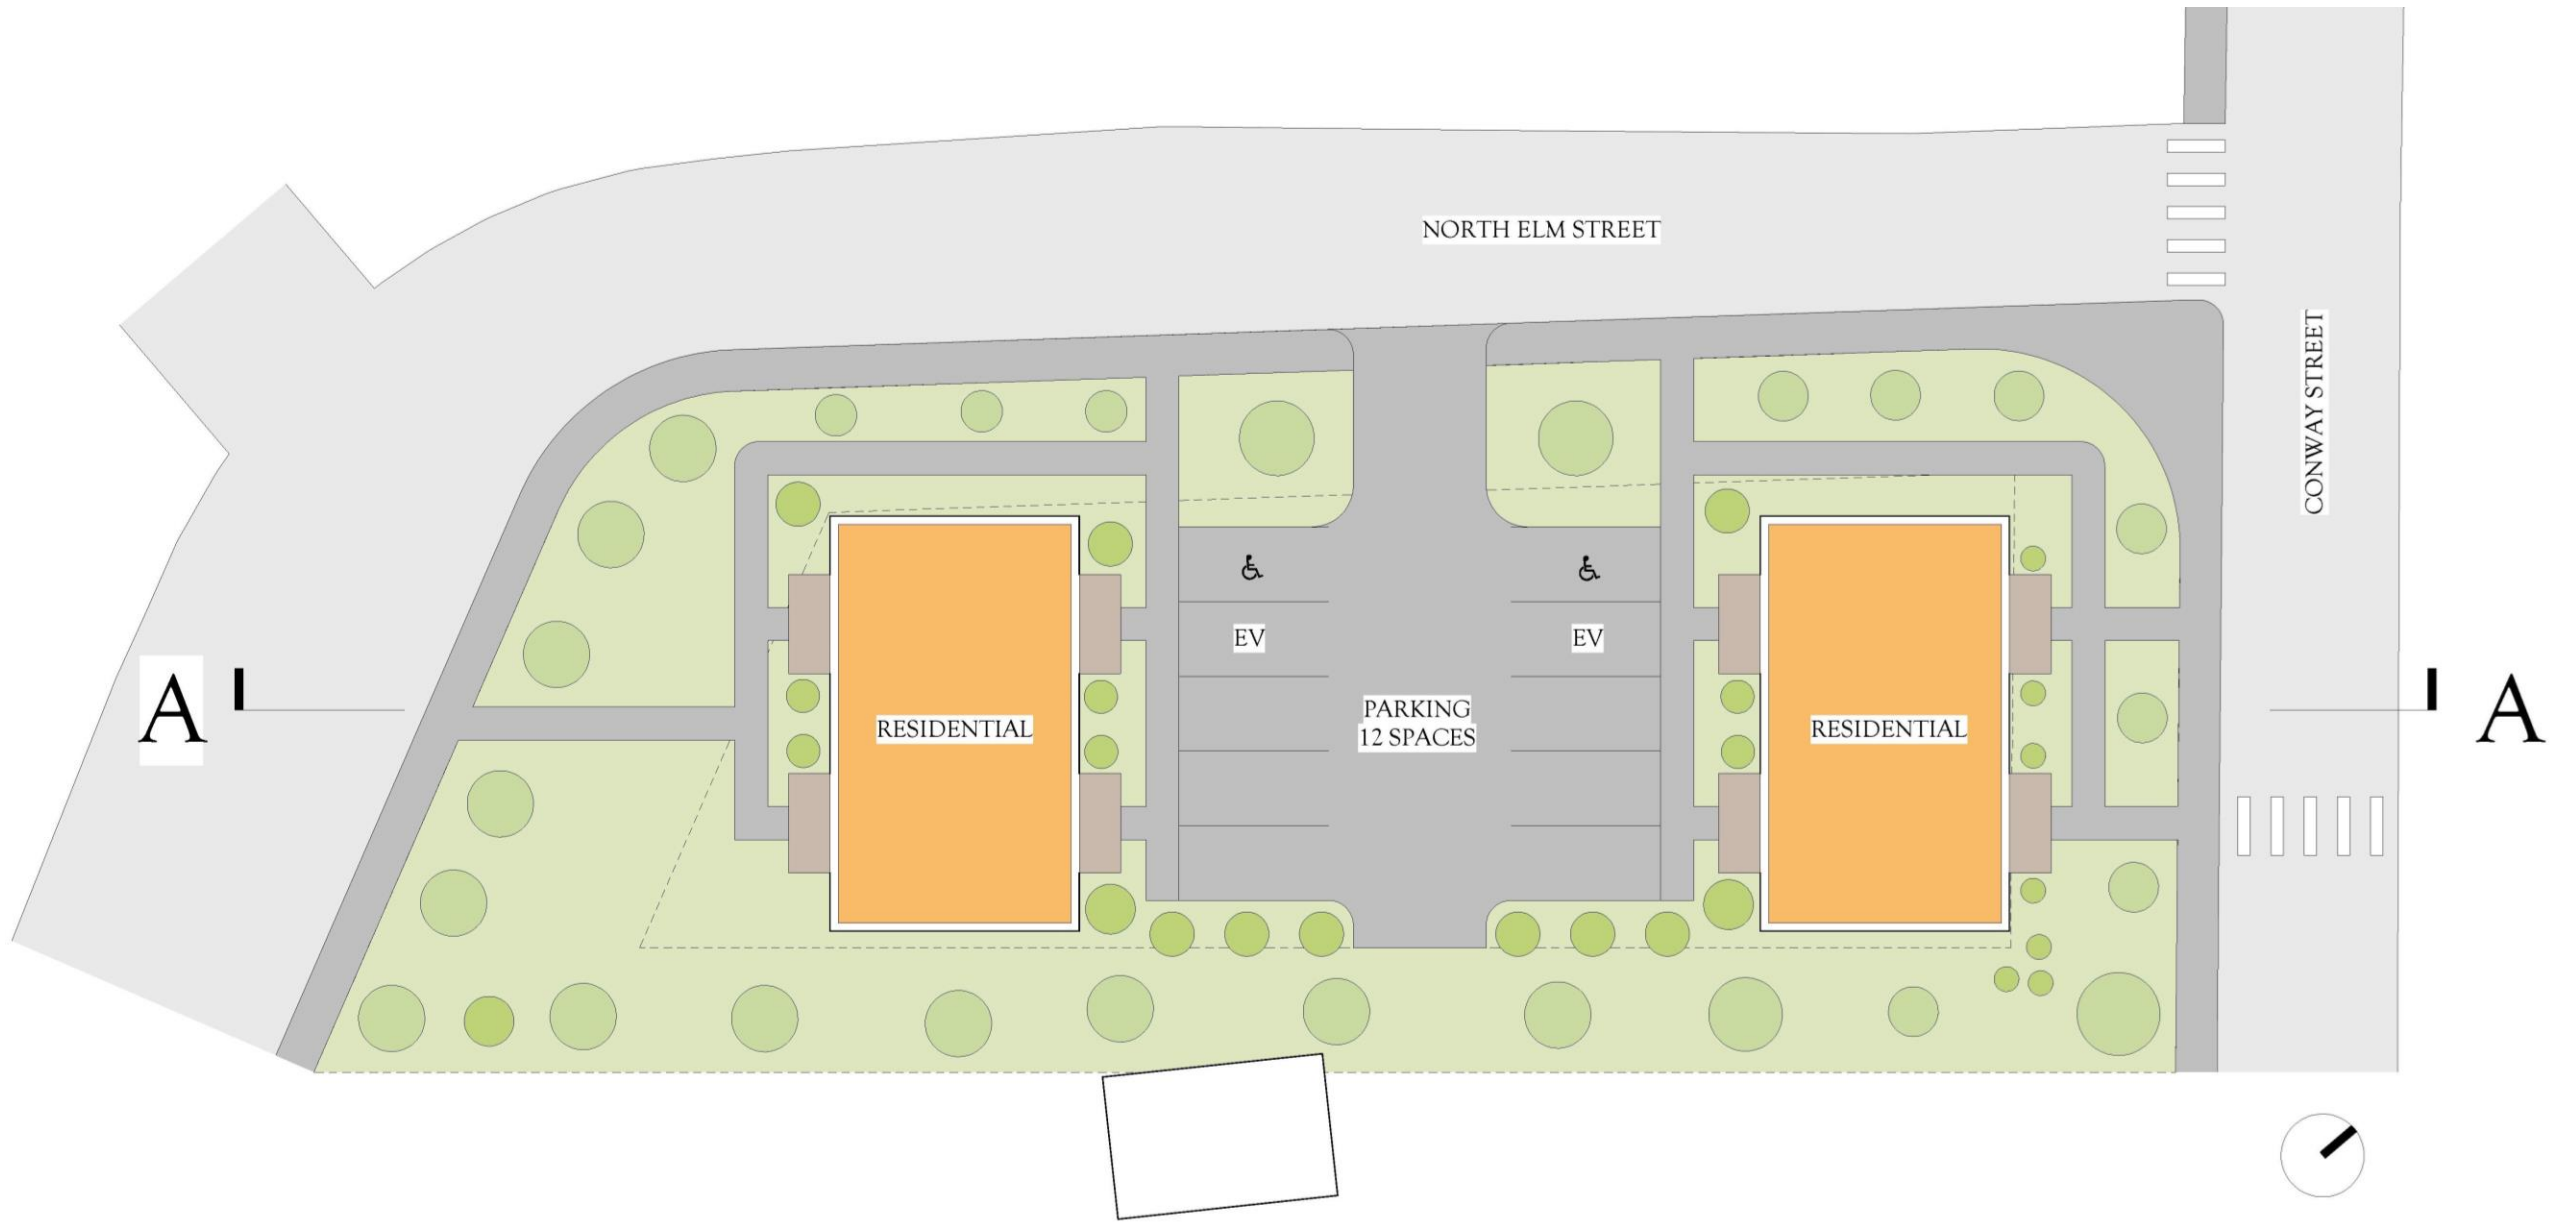 NORTH ELM STREET
CONWAY STREET
EV
EV
A
RESIDENTIAL
PARKING
12 SPACES
RESIDENTIAL
A